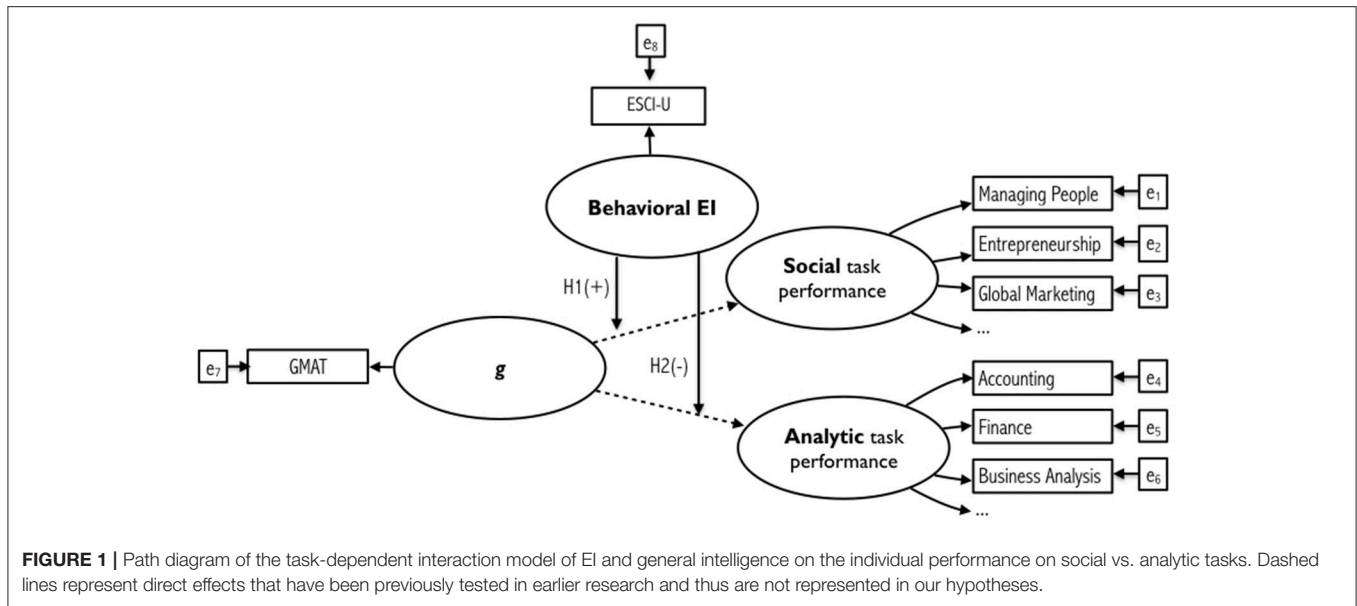 e₈
ESCI-U
Behavioral EI
H1(+)
H2(-)
e₇
GMAT
g
Social task
performance
Managing People
e₁
Entrepreneurship
e₂
Global Marketing
e₃
...
Analytic task
performance
Accounting
e₄
Finance
e₅
Business Analysis
e₆
...
FIGURE 1 | Path diagram of the task-dependent interaction model of EI and general intelligence on the individual performance on social vs. analytic tasks. Dashed
lines represent direct effects that have been previously tested in earlier research and thus are not represented in our hypotheses.